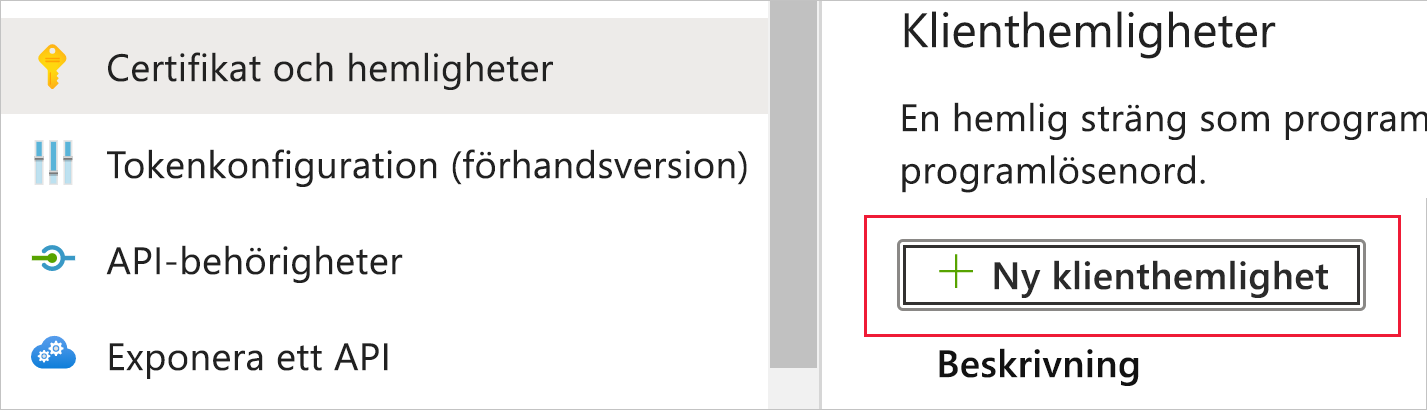 Certifikat och hemligheter
Tokenkonfiguration (förhandsversion)
API-behörigheter
Exponera ett API
Klienthemligheter
En hemlig sträng som program
programlösenord.
Ny klienthemlighet
Beskrivning